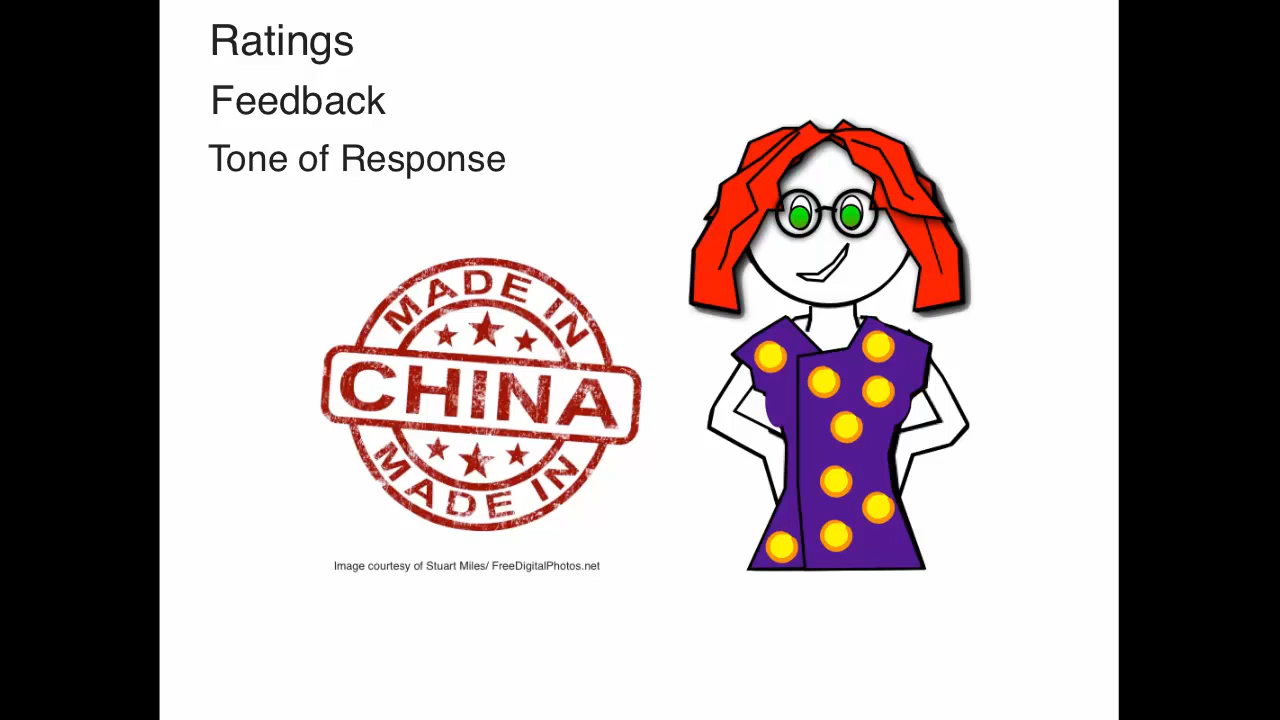 Ratings
Feedback
Tone of Response
MADE IN
CHINA
MADE IN
Image courtesy of Stuart Miles/ FreeDigitalPhotos.net